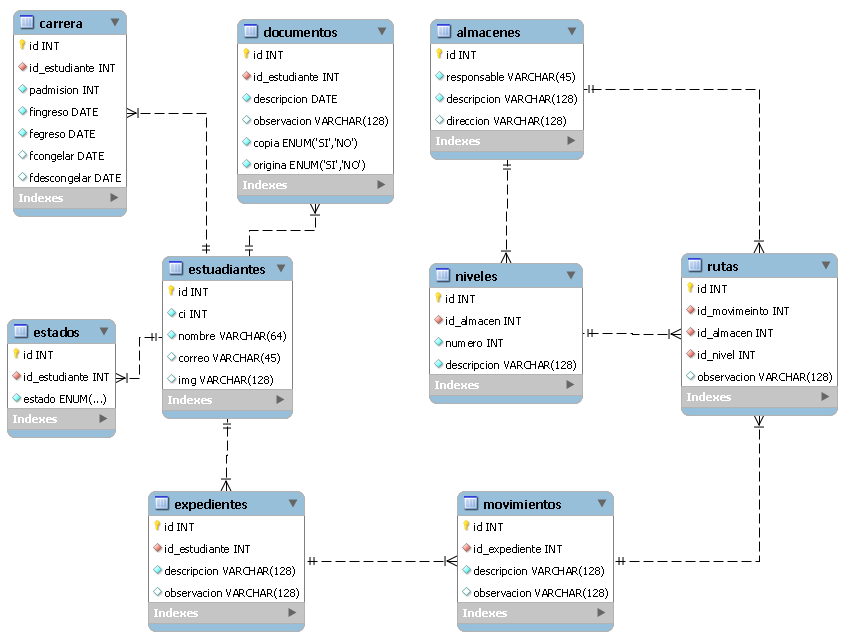 carrera
id INT
id_estudiante INT
padmision INT
fingreso DATE
fegreso DATE
fcongelar DATE
fdescongelar DATE
Indexes
documentos
id INT
id_estudiante INT
descripcion DATE
observacion VARCHAR(128)
copia ENUM('SI','NO')
origina ENUM('SI','NO')
Indexes
almacenes
id INT
responsable VARCHAR(45)
descripcion VARCHAR(128)
direccion VARCHAR(128)
Indexes
estuadiantes
id INT
ci INT
nombre VARCHAR(64)
correo VARCHAR(45)
img VARCHAR(128)
Indexes
niveles
id INT
id_almacen INT
numero INT
descripcion VARCHAR(128)
Indexes
rutas
id INT
id_movimeinto INT
id_almacen INT
id_nivel INT
observacion VARCHAR(128)
Indexes
estados
id INT
id_estudiante INT
estado ENUM(...)
Indexes
expedientes
id INT
id_estudiante INT
descripcion VARCHAR(128)
observacion VARCHAR(128)
Indexes
movimientos
id INT
id_expediente INT
descripcion VARCHAR(128)
observacion VARCHAR(128)
Indexes